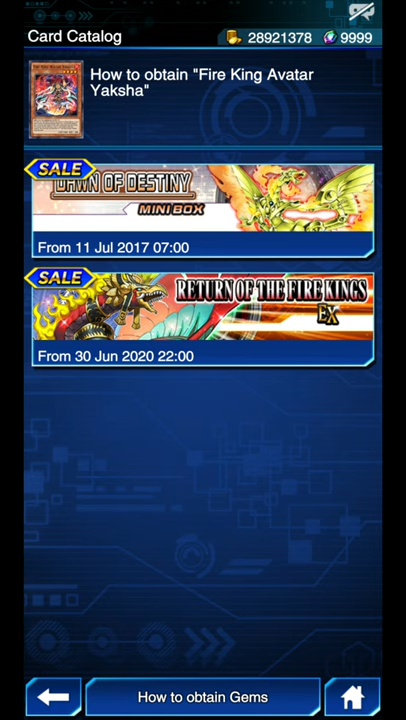 Card Catalog
28921378
9999
How to obtain "Fire King Avatar
Yaksha"
SALE
DAWN OF DESTINY
MINI BOX
From 11 Jul 2017 07:00
SALE
RETURN OF THE FIRE KINGS
EX
From 30 Jun 2020 22:00
How to obtain Gems